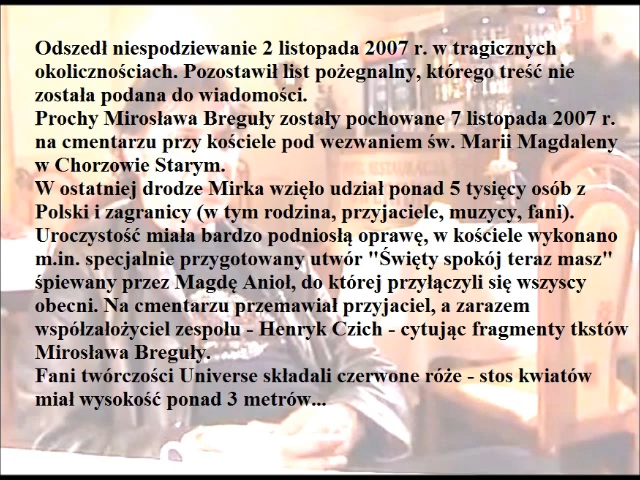 Odszedł niespodziewanie 2 listopada 2007 r. w tragicznych
okolicznościach. Pozostawił list pożegnalny, którego treść nie
została podana do wiadomości.
Prochy Mirosława Breguły zostały pochowane 7 listopada 2007 r.
na cmentarzu przy kościele pod wezwaniem św. Marii Magdaleny
w Chorzowie Starym.
W ostatniej drodze Mirka wzięło udział ponad 5 tysięcy osób z
Polski i zagranicy (w tym rodzina, przyjaciele, muzycy, fani).
Uroczystość miała bardzo podniosłą oprawę, w kościele wykonano
m.in. specjalnie przygotowany utwór "Święty spokój teraz masz"
śpiewany przez Magdę Anioł, do której przyłączyli się wszyscy
obecni. Na cmentarzu przemawiał przyjaciel, a zarazem
współzałożyciel zespołu - Henryk Czich - cytując fragmenty tkstów
Mirosława Breguły.
Fani twórczości Universe składali czerwone róże - stos kwiatów
miał wysokość ponad 3 metrów...